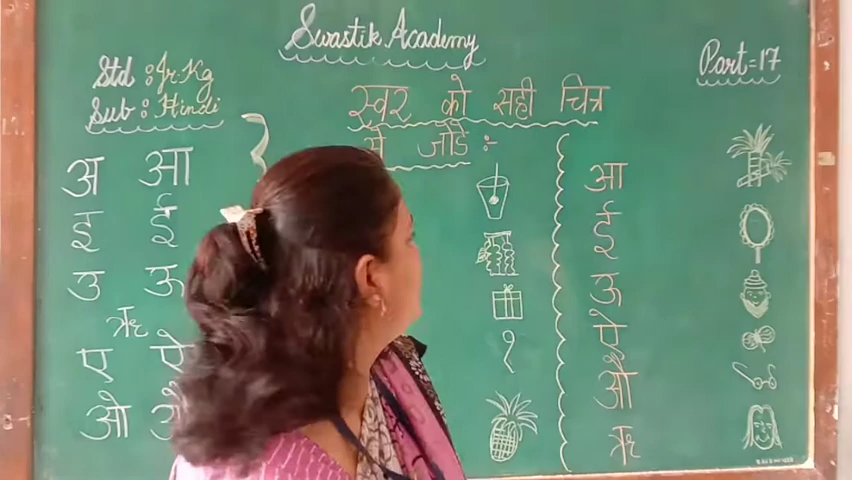 Swastik Academy
Part=17
Std : Jr. Kg
Sub : Hindi
स्वर को सही चित्र
से जोडे :-
अ आ
इ ई
उ ऊ
ऋ
ए ऐ
ओ
आ
ई
ऊ
ऐ
औ
ऋ